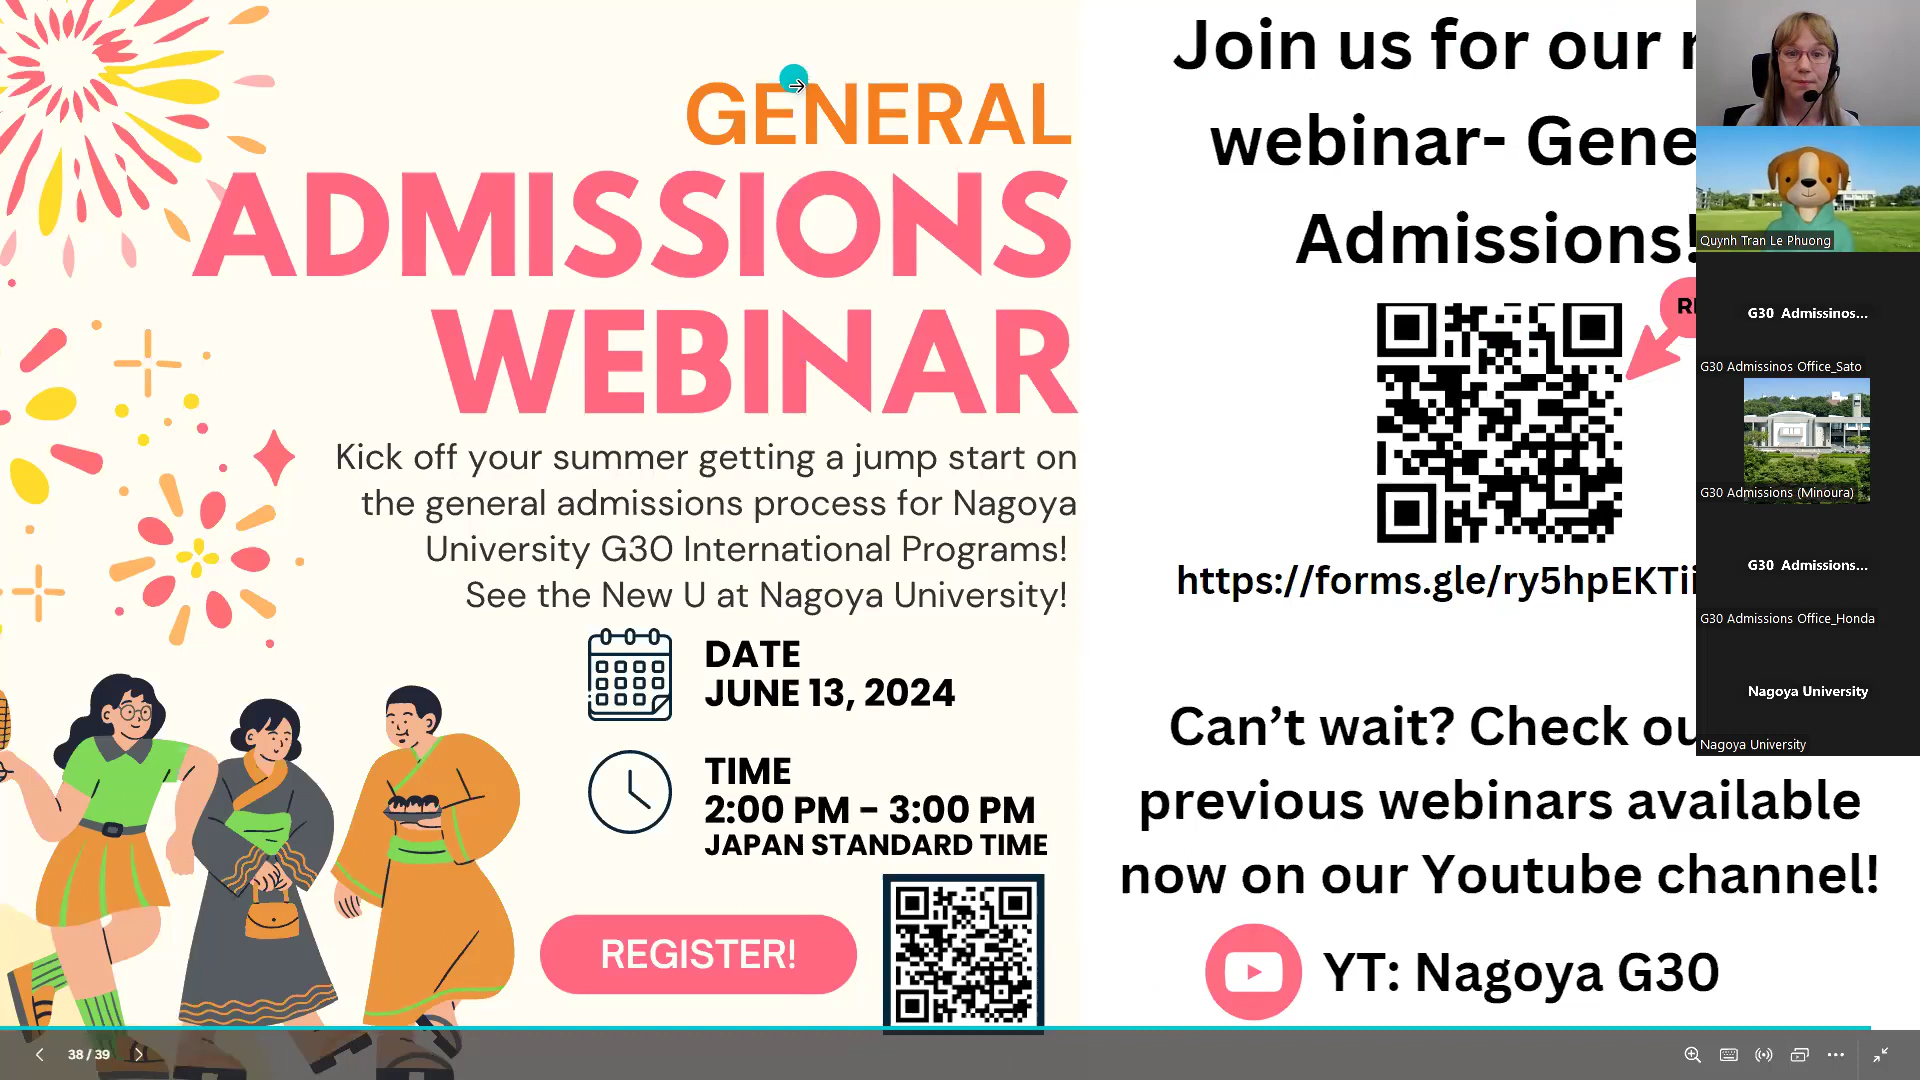 GENERAL
ADMISSIONS
WEBINAR
Kick off your summer getting a jump start on
the general admissions process for Nagoya
University G30 International Programs!
See the New U at Nagoya University!
DATE
JUNE 13, 2024
TIME
2:00 PM - 3:00 PM
JAPAN STANDARD TIME
REGISTER!
Join us for our
webinar- Gene
Admissions!
https://forms.gle/ry5hpEKTii
Can't wait? Check ou
previous webinars available
now on our Youtube channel!
YT: Nagoya G30
Quynh Tran Le Phuong
G30 Admissinos...
G30 Admissinos Office_Sato
G30 Admissions (Minoura)
G30 Admissions...
G30 Admissions Office_Honda
Nagoya University
Nagoya University
38 / 39